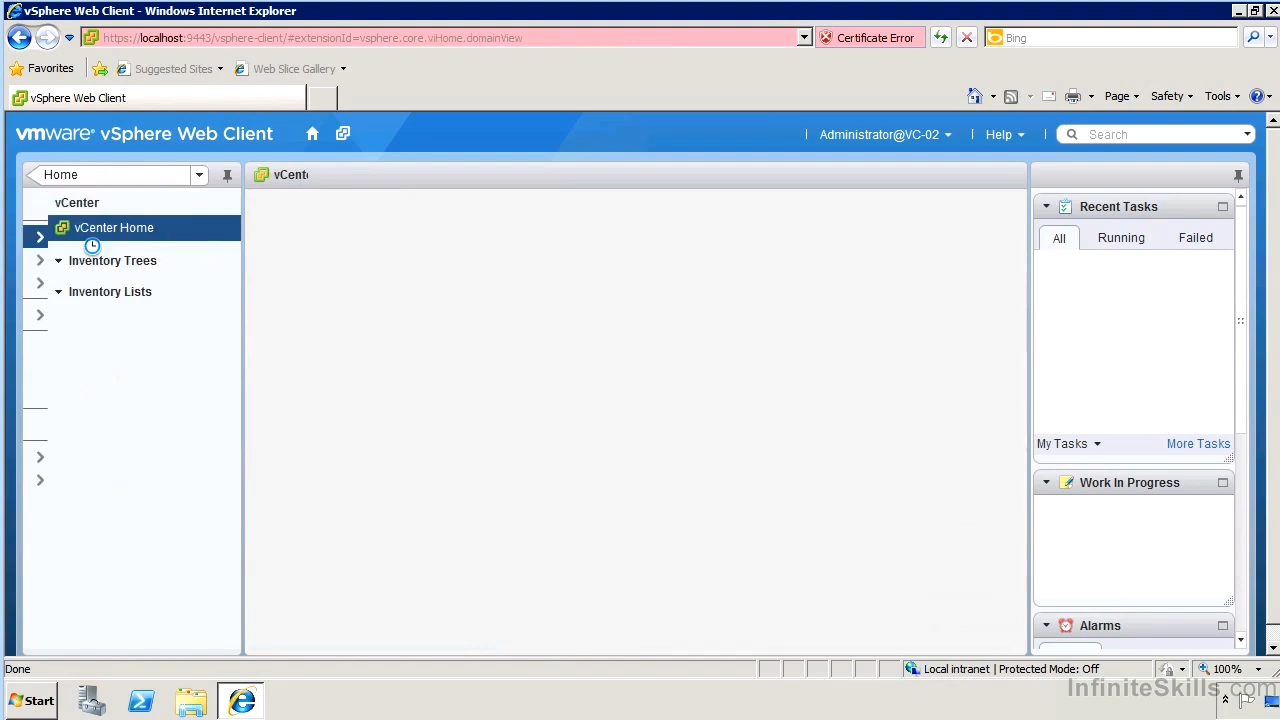 vSphere Web Client - Windows Internet Explorer
https://localhost:9443/vsphere-client/#extensionId=vsphere.core.viHome.domainView
Certificate Error
Bing
Favorites
Suggested Sites
Web Slice Gallery
vSphere Web Client
Page
Safety
Tools
vmware vSphere Web Client
Administrator@VC-02
Help
Search
Home
vCente
vCenter
vCenter Home
Inventory Trees
Inventory Lists
Recent Tasks
All
Running
Failed
My Tasks
More Tasks
Work In Progress
Alarms
Done
Local intranet | Protected Mode: Off
100%
InfiniteSkills.com
Start